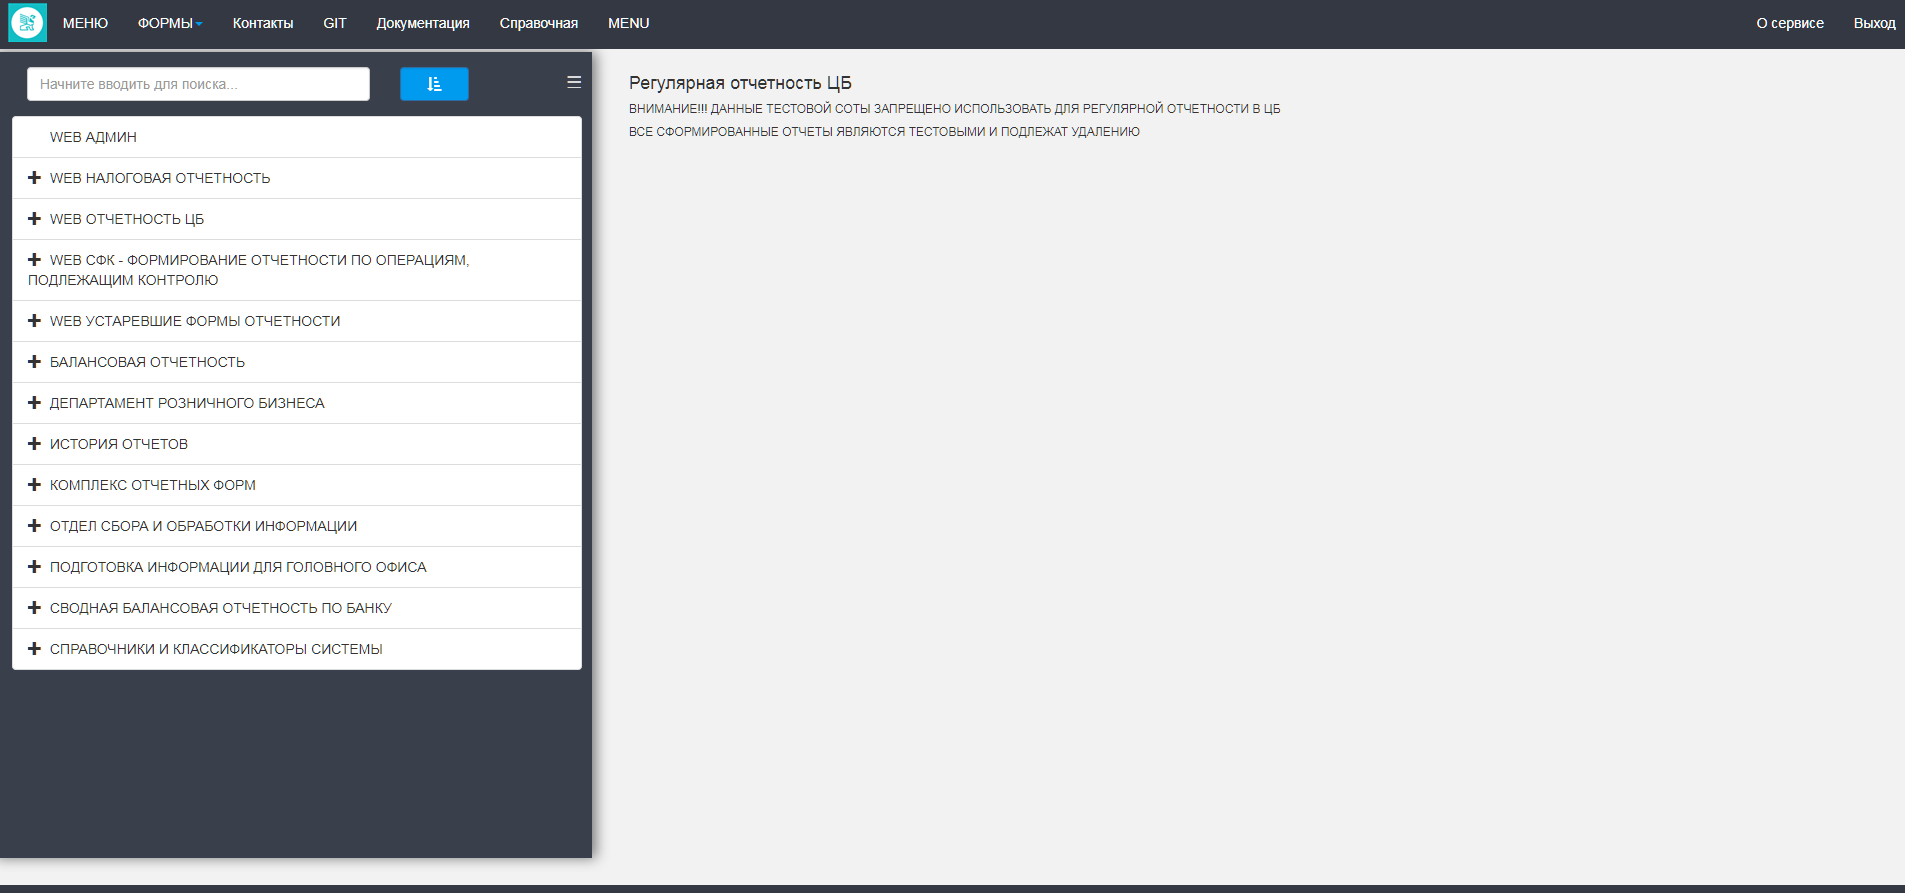 МЕНЮ ФОРМЫ Контакты GIT Документация Справочная MENU О сервисе Выход
Начните вводить для поиска...
WEB АДМИН
WEB НАЛОГОВАЯ ОТЧЕТНОСТЬ
WEB ОТЧЕТНОСТЬ ЦБ
WEB СФК - ФОРМИРОВАНИЕ ОТЧЕТНОСТИ ПО ОПЕРАЦИЯМ,
ПОДЛЕЖАЩИМ КОНТРОЛЮ
WEB УСТАРЕВШИЕ ФОРМЫ ОТЧЕТНОСТИ
БАЛАНСОВАЯ ОТЧЕТНОСТЬ
ДЕПАРТАМЕНТ РОЗНИЧНОГО БИЗНЕСА
ИСТОРИЯ ОТЧЕТОВ
КОМПЛЕКС ОТЧЕТНЫХ ФОРМ
ОТДЕЛ СБОРА И ОБРАБОТКИ ИНФОРМАЦИИ
ПОДГОТОВКА ИНФОРМАЦИИ ДЛЯ ГОЛОВНОГО ОФИСА
СВОДНАЯ БАЛАНСОВАЯ ОТЧЕТНОСТЬ ПО БАНКУ
СПРАВОЧНИКИ И КЛАССИФИКАТОРЫ СИСТЕМЫ
Регулярная отчетность ЦБ
ВНИМАНИЕ!!! ДАННЫЕ ТЕСТОВОЙ СОТЫ ЗАПРЕЩЕНО ИСПОЛЬЗОВАТЬ ДЛЯ РЕГУЛЯРНОЙ ОТЧЕТНОСТИ В ЦБ
ВСЕ СФОРМИРОВАННЫЕ ОТЧЕТЫ ЯВЛЯЮТСЯ ТЕСТОВЫМИ И ПОДЛЕЖАТ УДАЛЕНИЮ